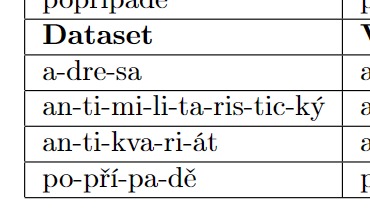 popřípadě
Dataset
a-dre-sa
an-ti-mi-li-ta-ris-tic-ký
an-ti-kva-ri-át
po-pří-pa-dě